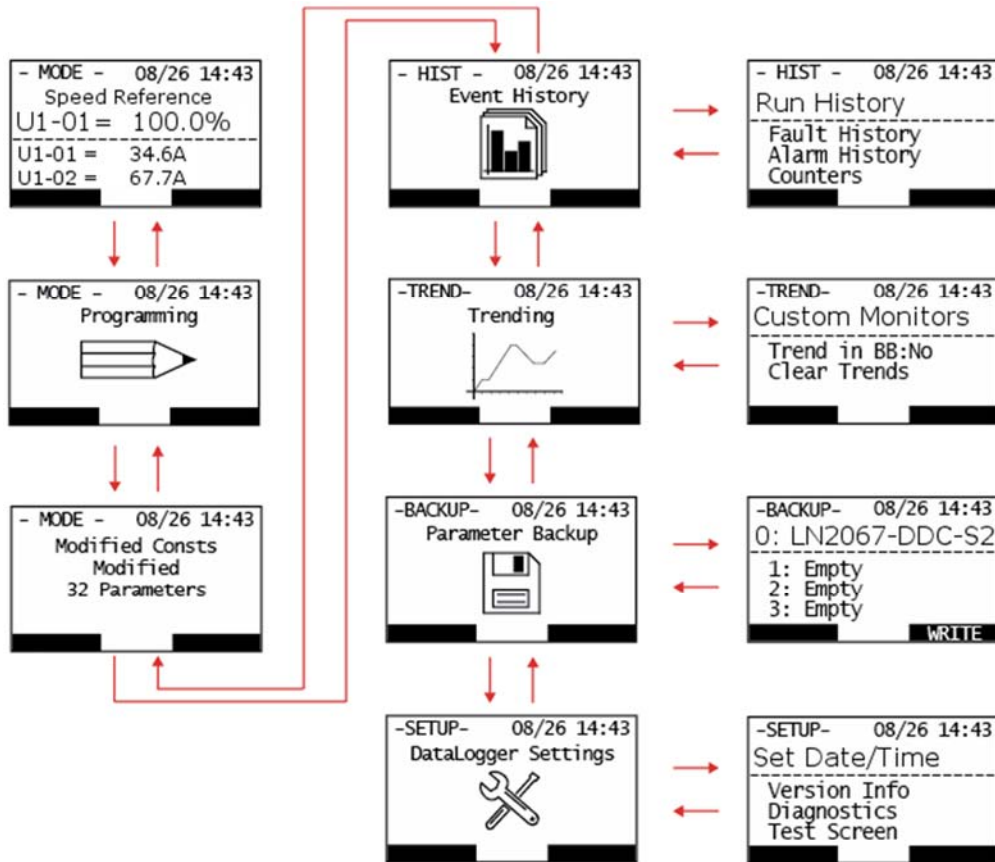 - MODE - 08/26 14:43
Speed Reference
U1-01 = 100.0%
U1-01 = 34.6A
U1-02 = 67.7A
- MODE - 08/26 14:43
Programming
- MODE - 08/26 14:43
Modified Consts
Modified
32 Parameters
- HIST - 08/26 14:43
Event History
-TREND- 08/26 14:43
Trending
-BACKUP- 08/26 14:43
Parameter Backup
-SETUP- 08/26 14:43
DataLogger Settings
- HIST - 08/26 14:43
Run History
Fault History
Alarm History
Counters
-TREND- 08/26 14:43
Custom Monitors
Trend in BB:No
Clear Trends
-BACKUP- 08/26 14:43
0: LN2067-DDC-S2
1: Empty
2: Empty
3: Empty
WRITE
-SETUP- 08/26 14:43
Set Date/Time
Version Info
Diagnostics
Test Screen